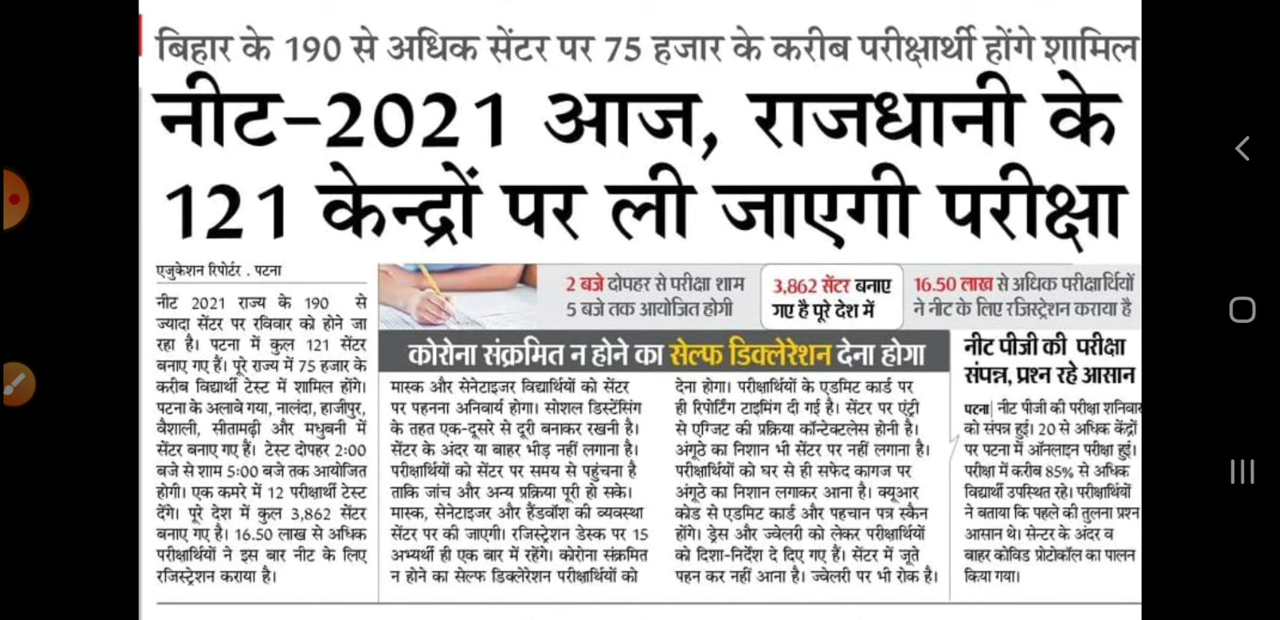 बिहार के 190 से अधिक सेंटर पर 75 हजार के करीब परीक्षार्थी होंगे शामिल
नीट-2021 आज, राजधानी के
121 केन्द्रों पर ली जाएगी परीक्षा
एजुकेशन रिपोर्टर . पटना
नीट 2021 राज्य के 190 से
ज्यादा सेंटर पर रविवार को होने जा
रहा है। पटना में कुल 121 सेंटर
बनाए गए हैं। पूरे राज्य में 75 हजार के
करीब विद्यार्थी टेस्ट में शामिल होंगे।
पटना के अलावे गया, नालंदा, हाजीपुर,
वैशाली, सीतामढ़ी और मधुबनी में
सेंटर बनाए गए हैं। टेस्ट दोपहर 2:00
बजे से शाम 5:00 बजे तक आयोजित
होगी। एक कमरे में 12 परीक्षार्थी टेस्ट
देंगे। पूरे देश में कुल 3,862 सेंटर
बनाए गए है। 16.50 लाख से अधिक
परीक्षार्थियों ने इस बार नीट के लिए
रजिस्ट्रेशन कराया है।
2 बजे दोपहर से परीक्षा शाम
5 बजे तक आयोजित होगी
3,862 सेंटर बनाए
गए है पूरे देश में
16.50 लाख से अधिक परीक्षार्थियों
ने नीट के लिए रजिस्ट्रेशन कराया है
कोरोना संक्रमित न होने का सेल्फ डिक्लेरेशन देना होगा
मास्क और सेनेटाइजर विद्यार्थियों को सेंटर
पर पहनना अनिवार्य होगा। सोशल डिस्टेंसिंग
के तहत एक-दूसरे से दूरी बनाकर रखनी है।
सेंटर के अंदर या बाहर भीड़ नहीं लगाना है।
परीक्षार्थियों को सेंटर पर समय से पहुंचना है
ताकि जांच और अन्य प्रक्रिया पूरी हो सके।
मास्क, सेनेटाइजर और हैंडवॉश की व्यवस्था
सेंटर पर की जाएगी। रजिस्ट्रेशन डेस्क पर 15
अभ्यर्थी ही एक बार में रहेंगे। कोरोना संक्रमित
न होने का सेल्फ डिक्लेरेशन परीक्षार्थियों को
देना होगा। परीक्षार्थियों के एडमिट कार्ड पर
ही रिपोर्टिंग टाइमिंग दी गई है। सेंटर पर एंट्री
से एग्जिट की प्रक्रिया कॉन्टेक्टलेस होनी है।
अंगूठे का निशान भी सेंटर पर नहीं लगाना है।
परीक्षार्थियों को घर से ही सफेद कागज पर
अंगूठे का निशान लगाकर आना है। क्यूआर
कोड से एडमिट कार्ड और पहचान पत्र स्कैन
होंगे। ड्रेस और ज्वेलरी को लेकर परीक्षार्थियों
को दिशा-निर्देश दे दिए गए हैं। सेंटर में जूते
पहन कर नहीं आना है। ज्वेलरी पर भी रोक है।
नीट पीजी की परीक्षा
संपन्न, प्रश्न रहे आसान
पटना| नीट पीजी की परीक्षा शनिवार
को संपन्न हुई। 20 से अधिक केंद्रों
पर पटना में ऑनलाइन परीक्षा हुई।
परीक्षा में करीब 85% से अधिक
विद्यार्थी उपस्थित रहे। परीक्षार्थियों
ने बताया कि पहले की तुलना प्रश्न
आसान थे। सेन्टर के अंदर व
बाहर कोविड प्रोटोकॉल का पालन
किया गया।